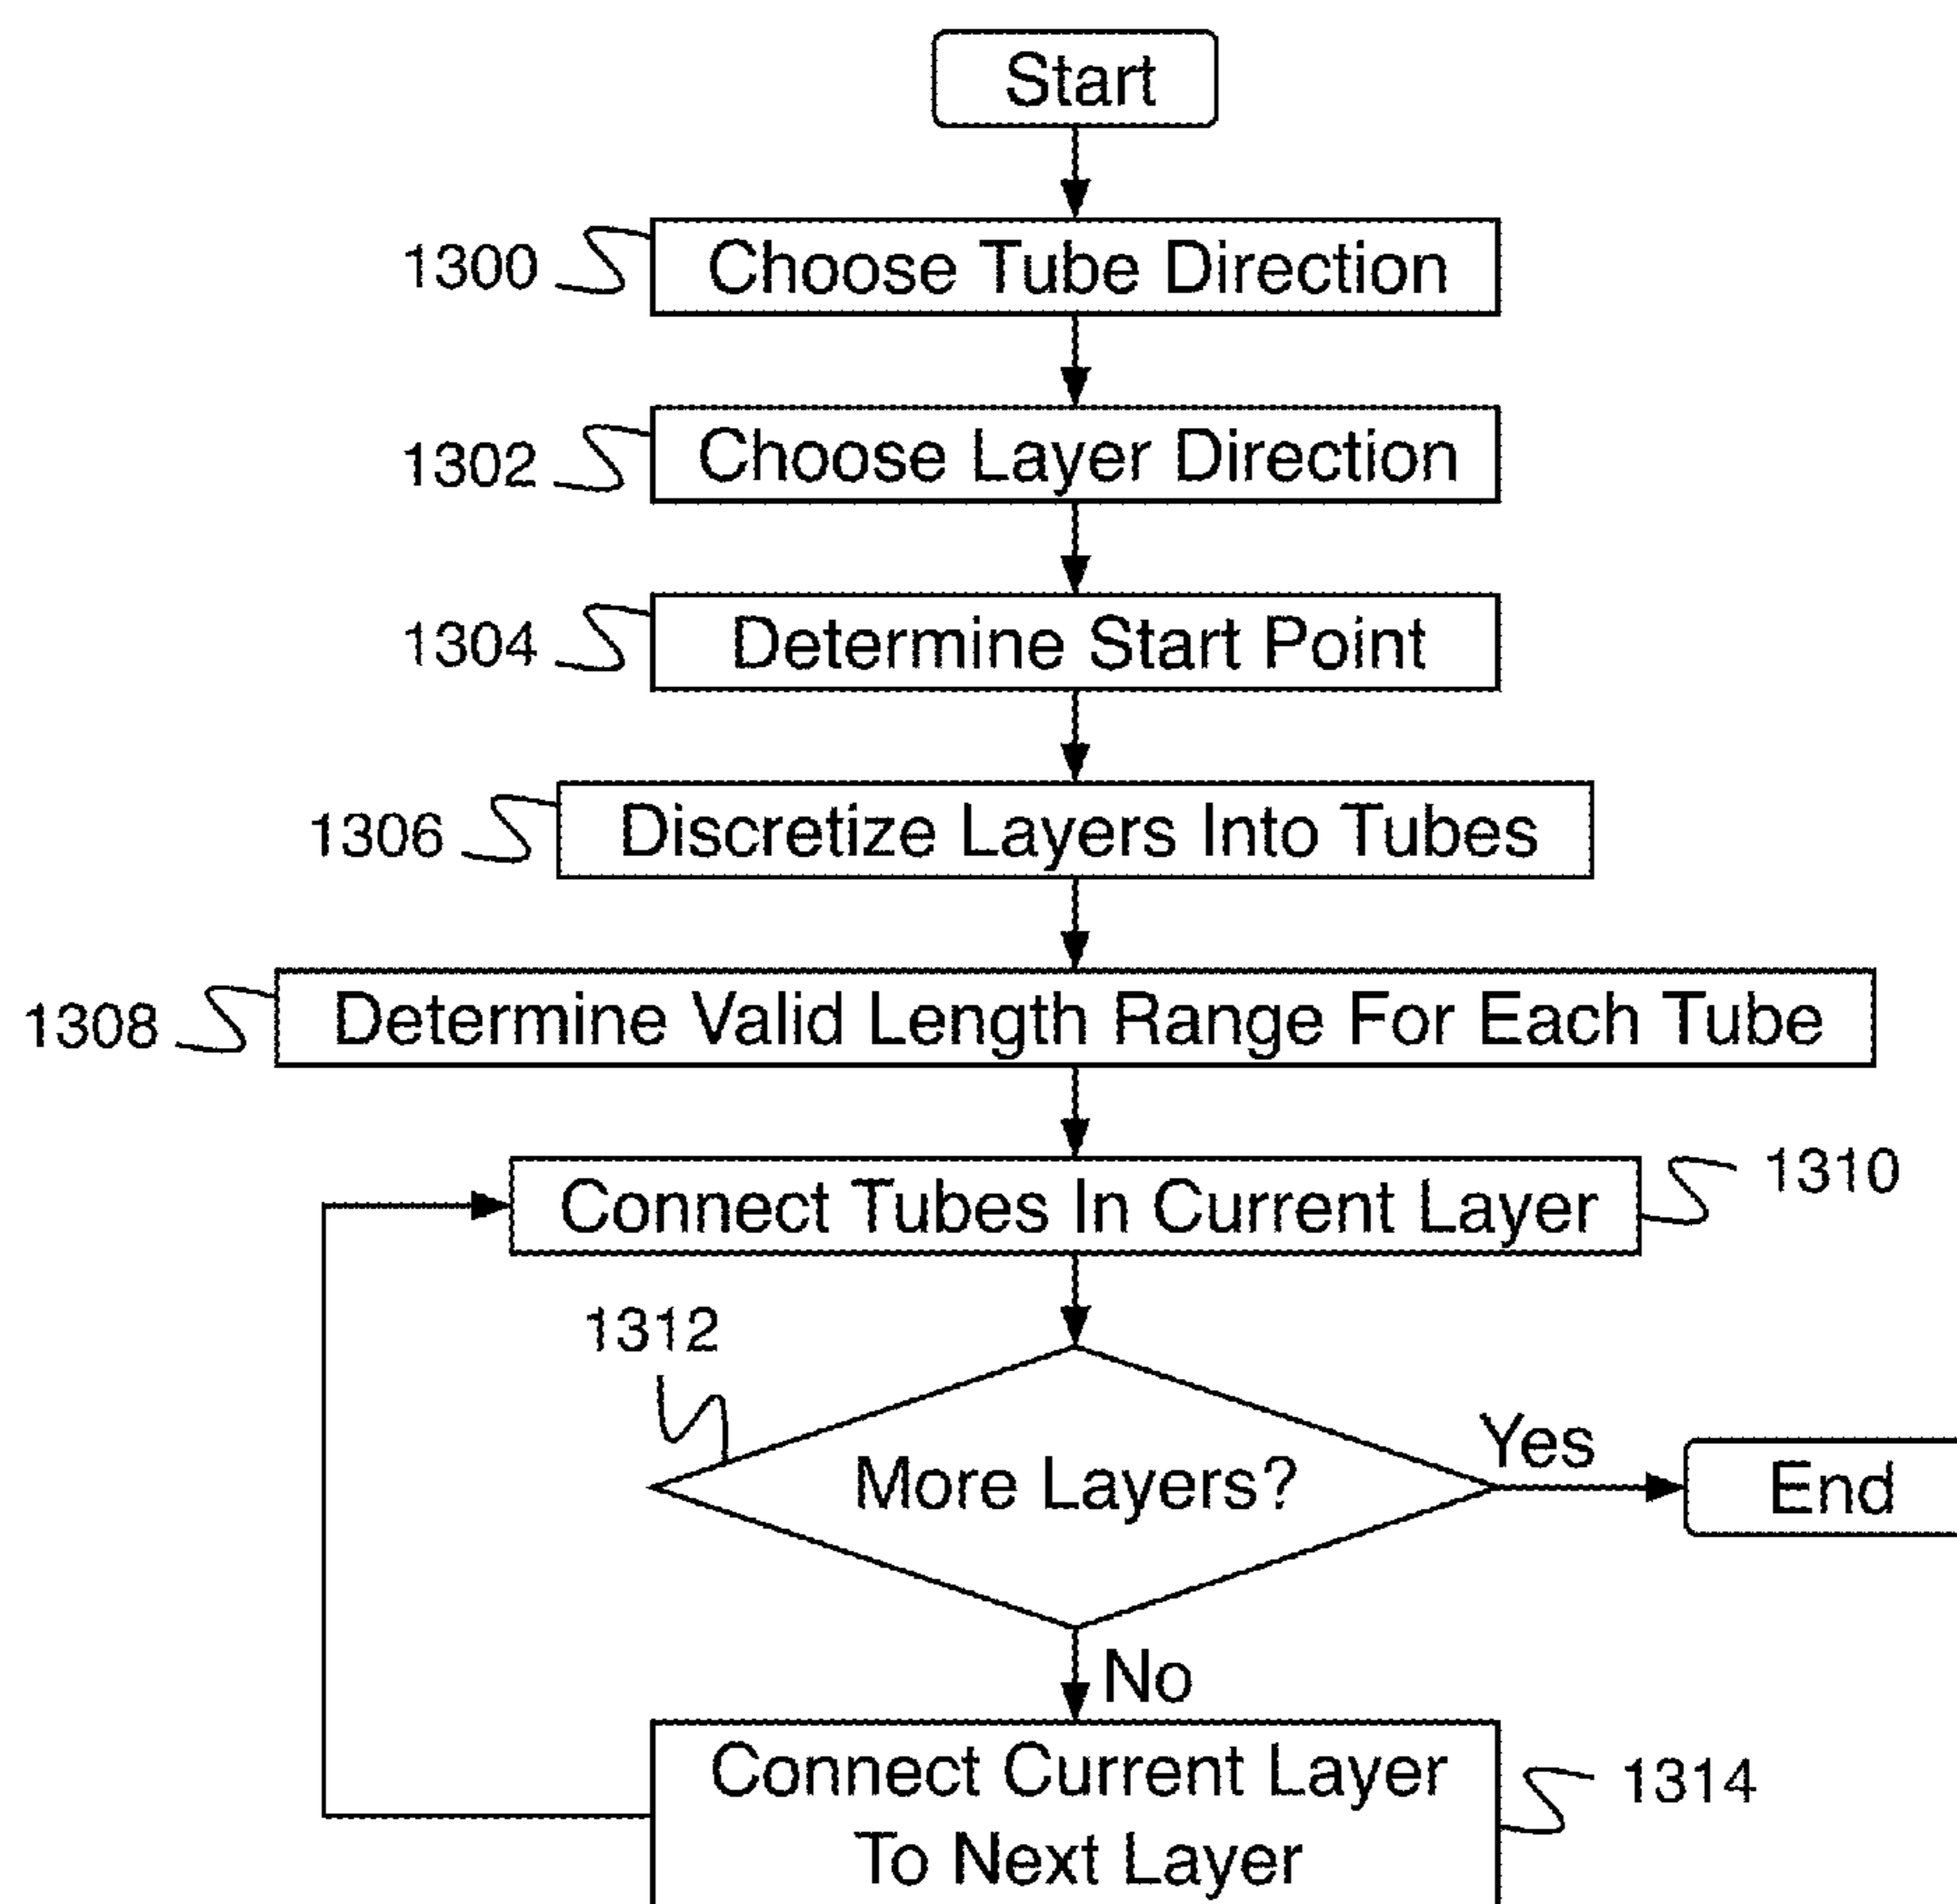 Start
1300
Choose Tube Direction
1302
Choose Layer Direction
1304
Determine Start Point
1306
Discretize Layers Into Tubes
1308
Determine Valid Length Range For Each Tube
1310
Connect Tubes In Current Layer
1312
More Layers?
Yes
End
No
Connect Current Layer
To Next Layer
1314